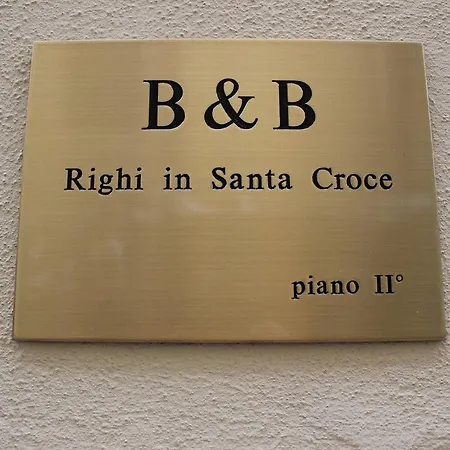 B & B
Righi in Santa Croce
piano II°